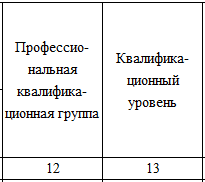 Профессио-
нальная
квалифика-
ционная группа
Квалифика-
ционный
уровень
12
13